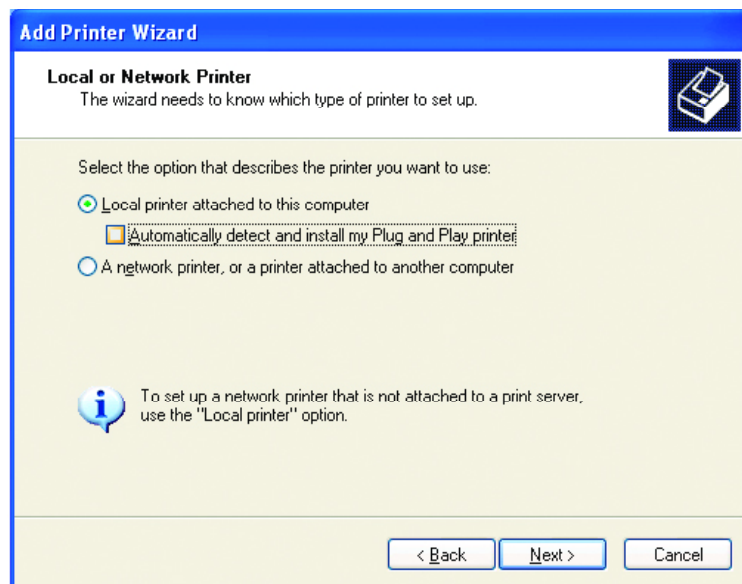 Add Printer Wizard
Local or Network Printer
The wizard needs to know which type of printer to set up.
Select the option that describes the printer you want to use:
Local printer attached to this computer
Automatically detect and install my Plug and Play printer
A network printer, or a printer attached to another computer
To set up a network printer that is not attached to a print server,
use the "Local printer" option.
< Back
Next >
Cancel